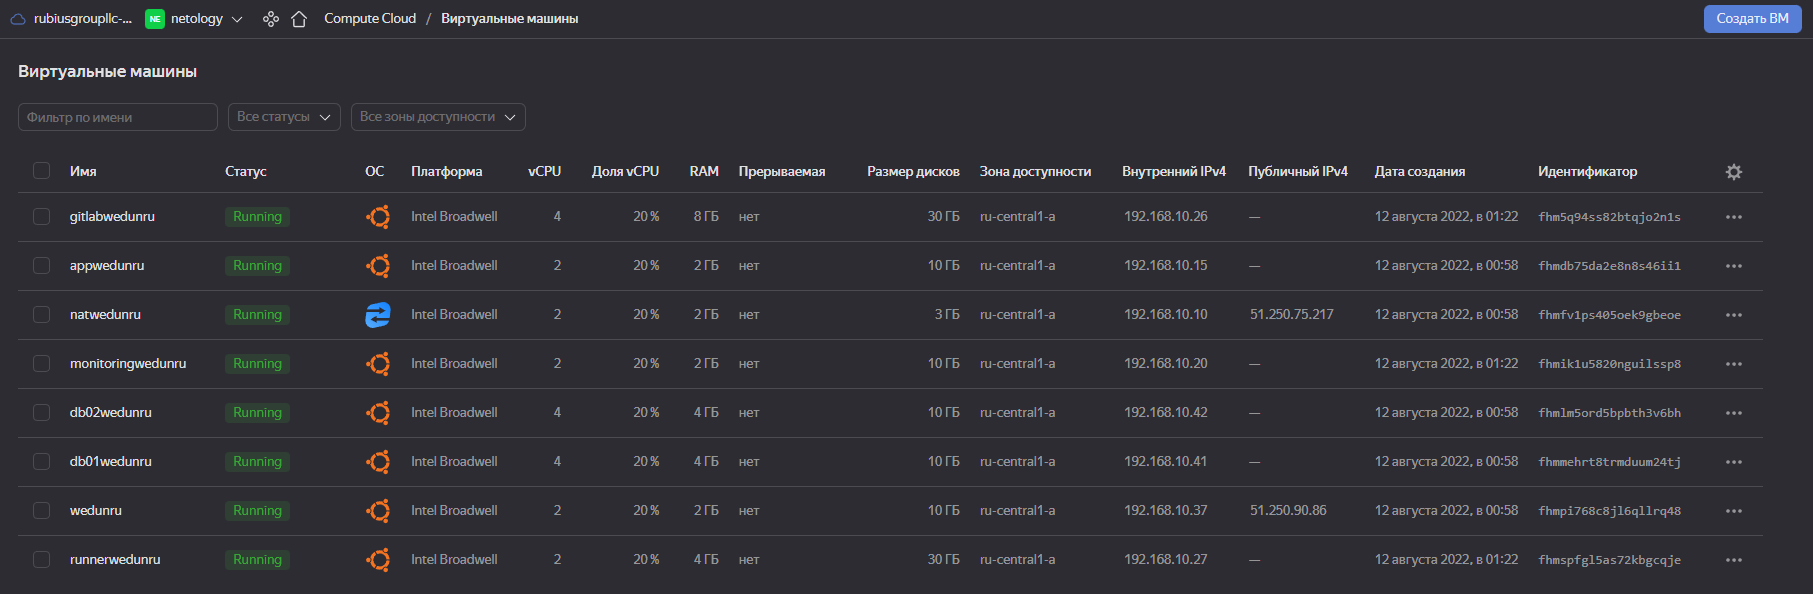 rubiusgroupllc-... NE netology Compute Cloud / Виртуальные машины Создать ВМ
Виртуальные машины
Фильтр по имени Все статусы Все зоны доступности
Имя Статус ОС Платформа vCPU Доля vCPU RAM Прерываемая Размер дисков Зона доступности Внутренний IPv4 Публичный IPv4 Дата создания Идентификатор
gitlabwedunru Running Intel Broadwell 4 20 % 8 ГБ нет 30 ГБ ru-central1-a 192.168.10.26 — 12 августа 2022, в 01:22 fhm5q94ss82btqjo2n1s
appwedunru Running Intel Broadwell 2 20 % 2 ГБ нет 10 ГБ ru-central1-a 192.168.10.15 — 12 августа 2022, в 00:58 fhmdb75da2e8n8s46ii1
natwedunru Running Intel Broadwell 2 20 % 2 ГБ нет 3 ГБ ru-central1-a 192.168.10.10 51.250.75.217 12 августа 2022, в 00:58 fhmfv1ps405oek9gbeoe
monitoringwedunru Running Intel Broadwell 2 20 % 2 ГБ нет 10 ГБ ru-central1-a 192.168.10.20 — 12 августа 2022, в 01:22 fhmik1u5820nguilssp8
db02wedunru Running Intel Broadwell 4 20 % 4 ГБ нет 10 ГБ ru-central1-a 192.168.10.42 — 12 августа 2022, в 00:58 fhmlm5ord5bpbth3v6bh
db01wedunru Running Intel Broadwell 4 20 % 4 ГБ нет 10 ГБ ru-central1-a 192.168.10.41 — 12 августа 2022, в 00:58 fhmmehrt8trmduum24tj
wedunru Running Intel Broadwell 2 20 % 2 ГБ нет 10 ГБ ru-central1-a 192.168.10.37 51.250.90.86 12 августа 2022, в 00:58 fhmpi768c8jl6qllrq48
runnerwedunru Running Intel Broadwell 2 20 % 4 ГБ нет 30 ГБ ru-central1-a 192.168.10.27 — 12 августа 2022, в 01:22 fhmspfgl5as72kbgcqje